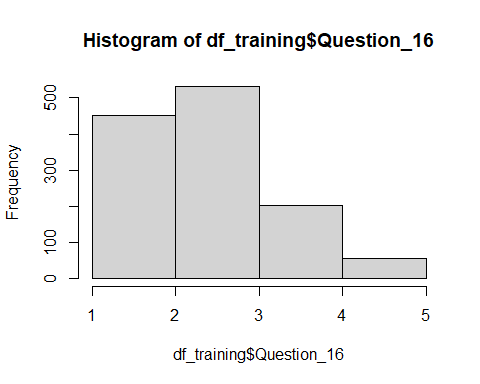 Histogram of df_training$Question_16
Frequency
500
300
100
0
1 2 3 4 5
df_training$Question_16